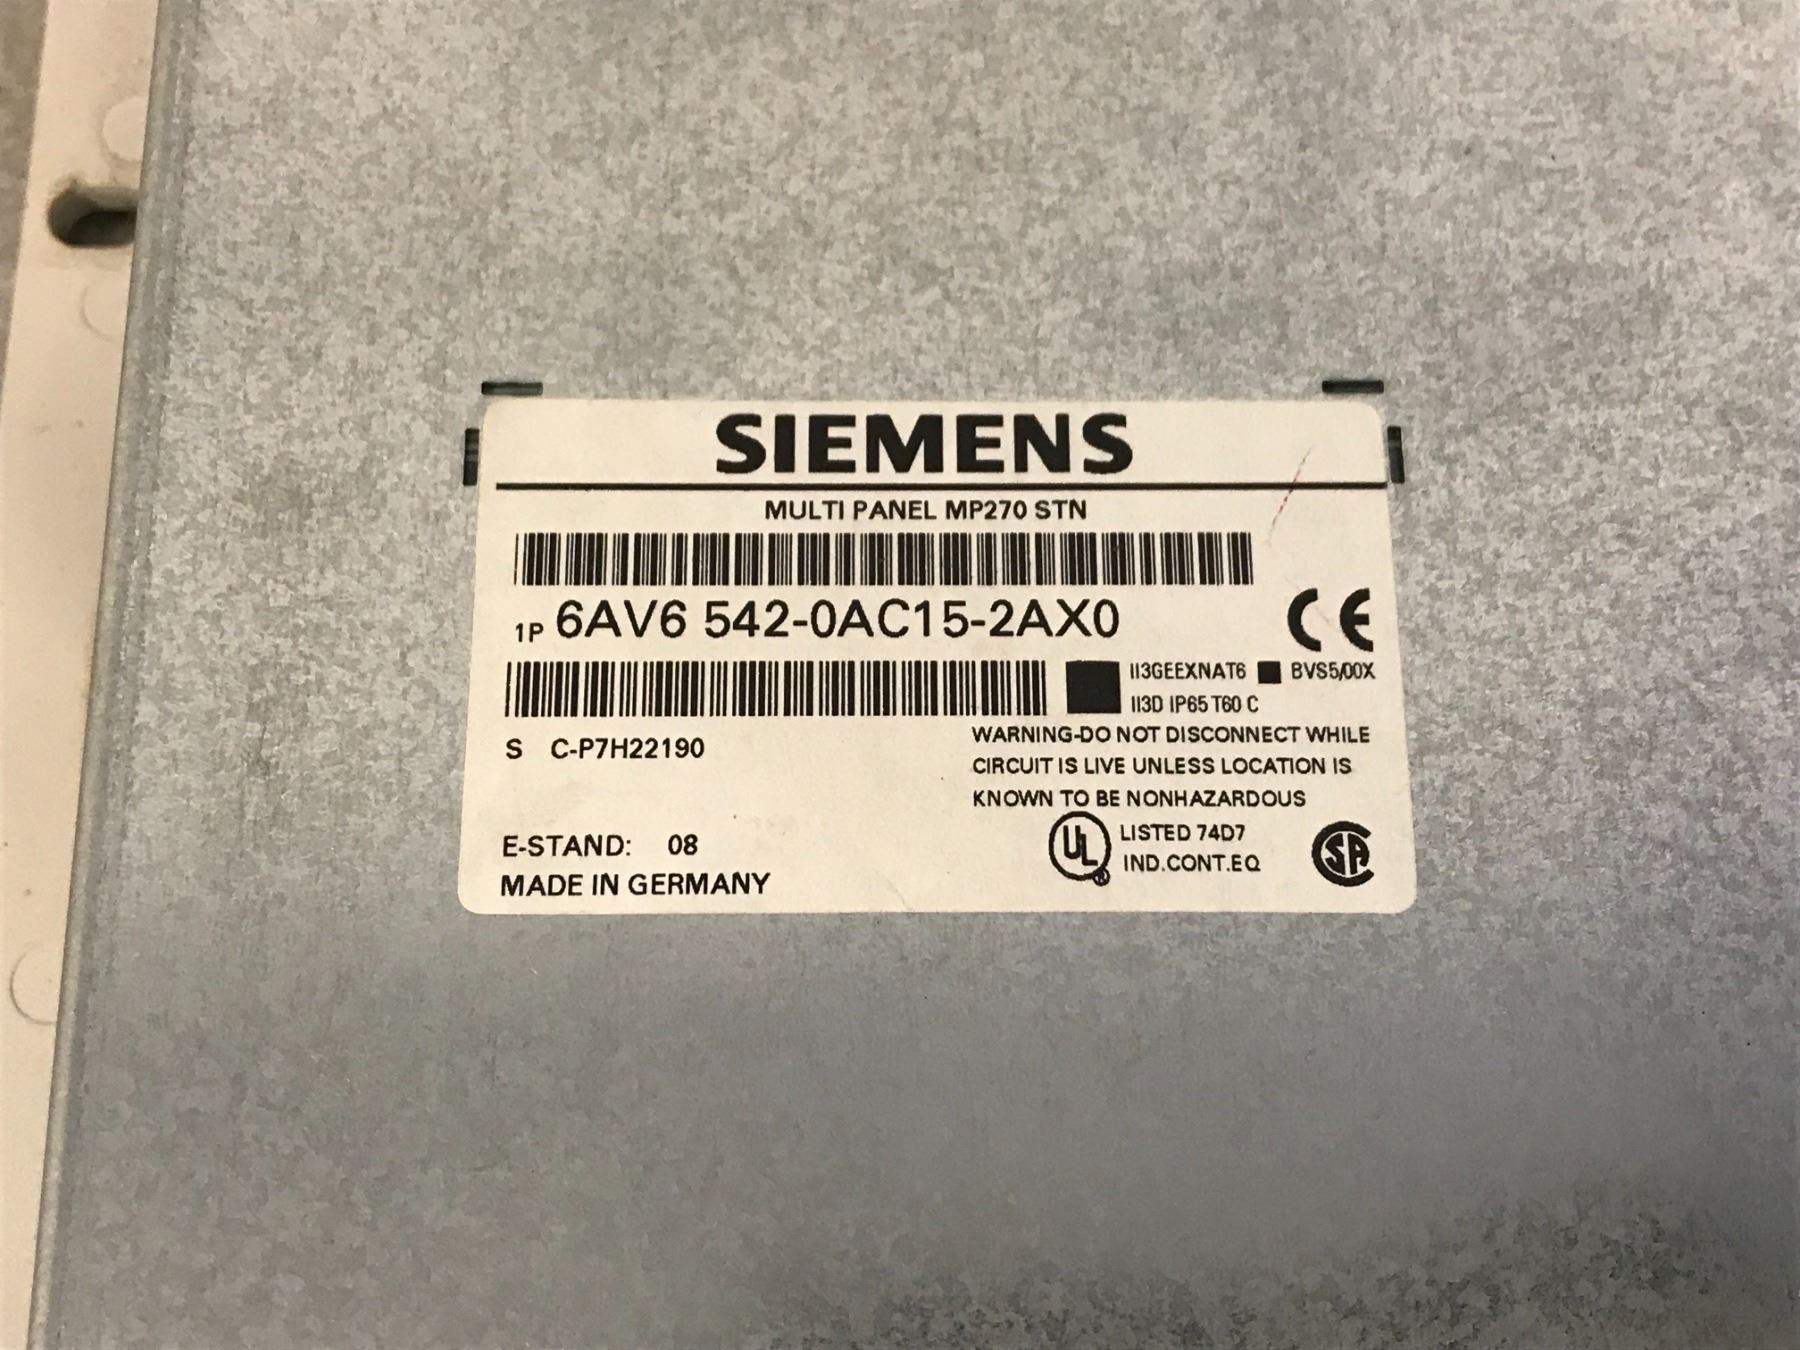 SIEMENS
MULTI PANEL MP270 STN
1P 6AV6 542-0AC15-2AX0
CE
II3GEEXNAT6 BVS5/00X
II3D IP65 T60 C
S C-P7H22190
WARNING-DO NOT DISCONNECT WHILE
CIRCUIT IS LIVE UNLESS LOCATION IS
KNOWN TO BE NONHAZARDOUS
E-STAND: 08
MADE IN GERMANY
UL ® LISTED 74D7
IND.CONT.EQ
SA